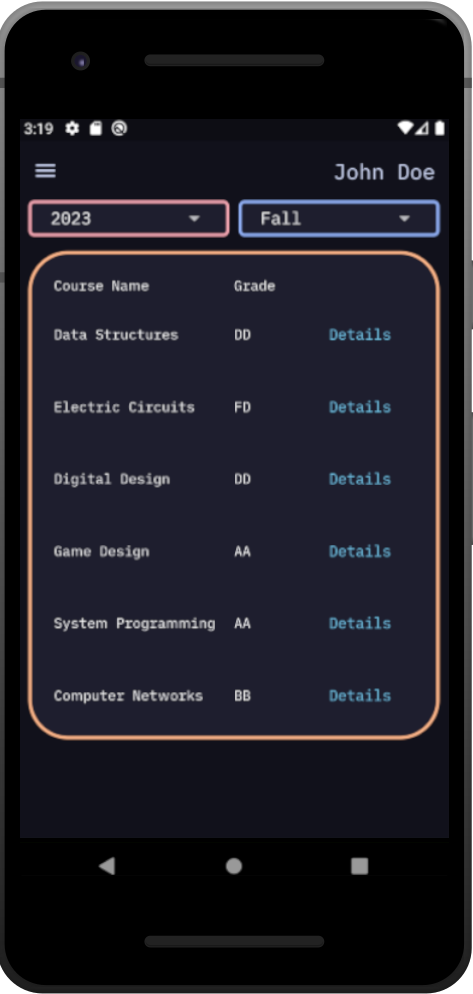 3:19
John Doe
2023 Fall
Course Name Grade
Data Structures DD Details
Electric Circuits FD Details
Digital Design DD Details
Game Design AA Details
System Programming AA Details
Computer Networks BB Details